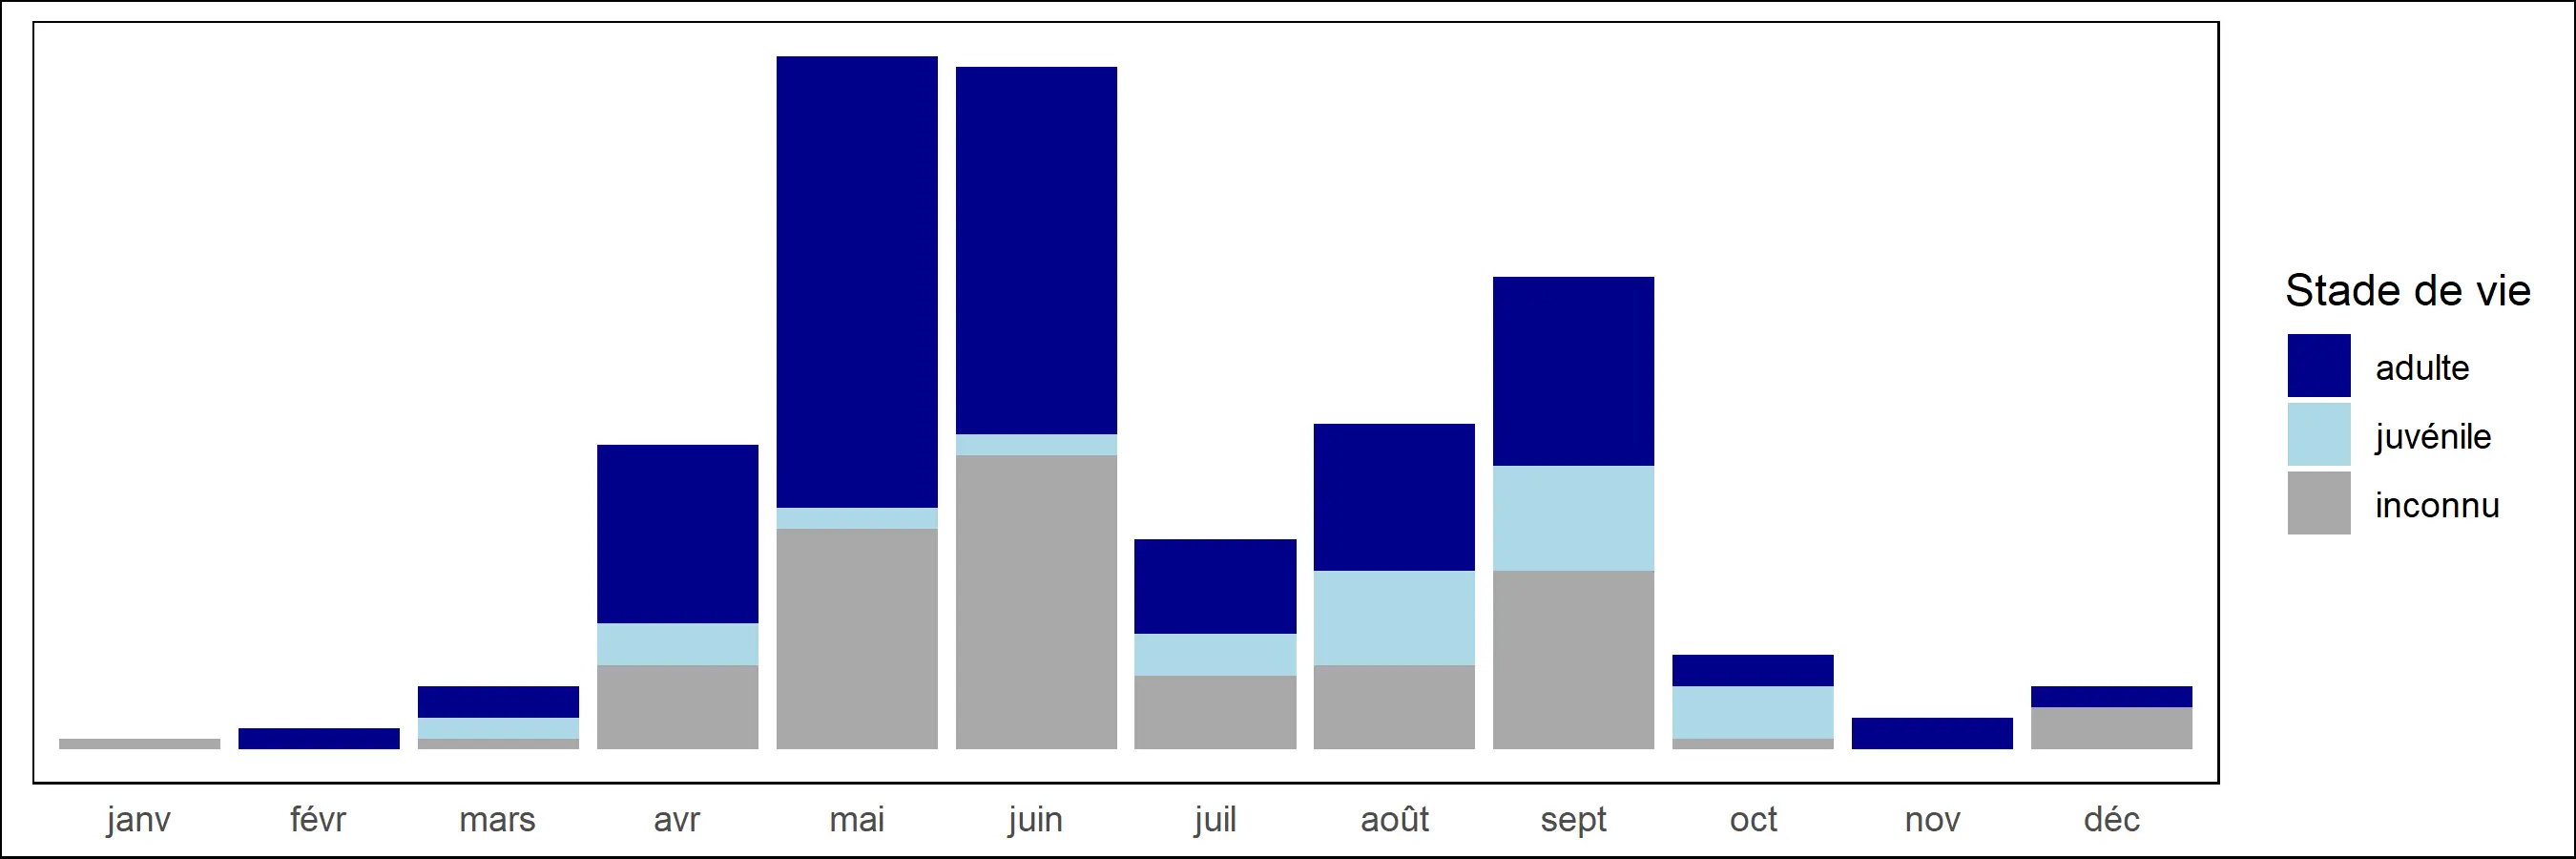 Stade de vie
adulte
juvénile
inconnu
janv févr mars avr mai juin juil août sept oct nov déc